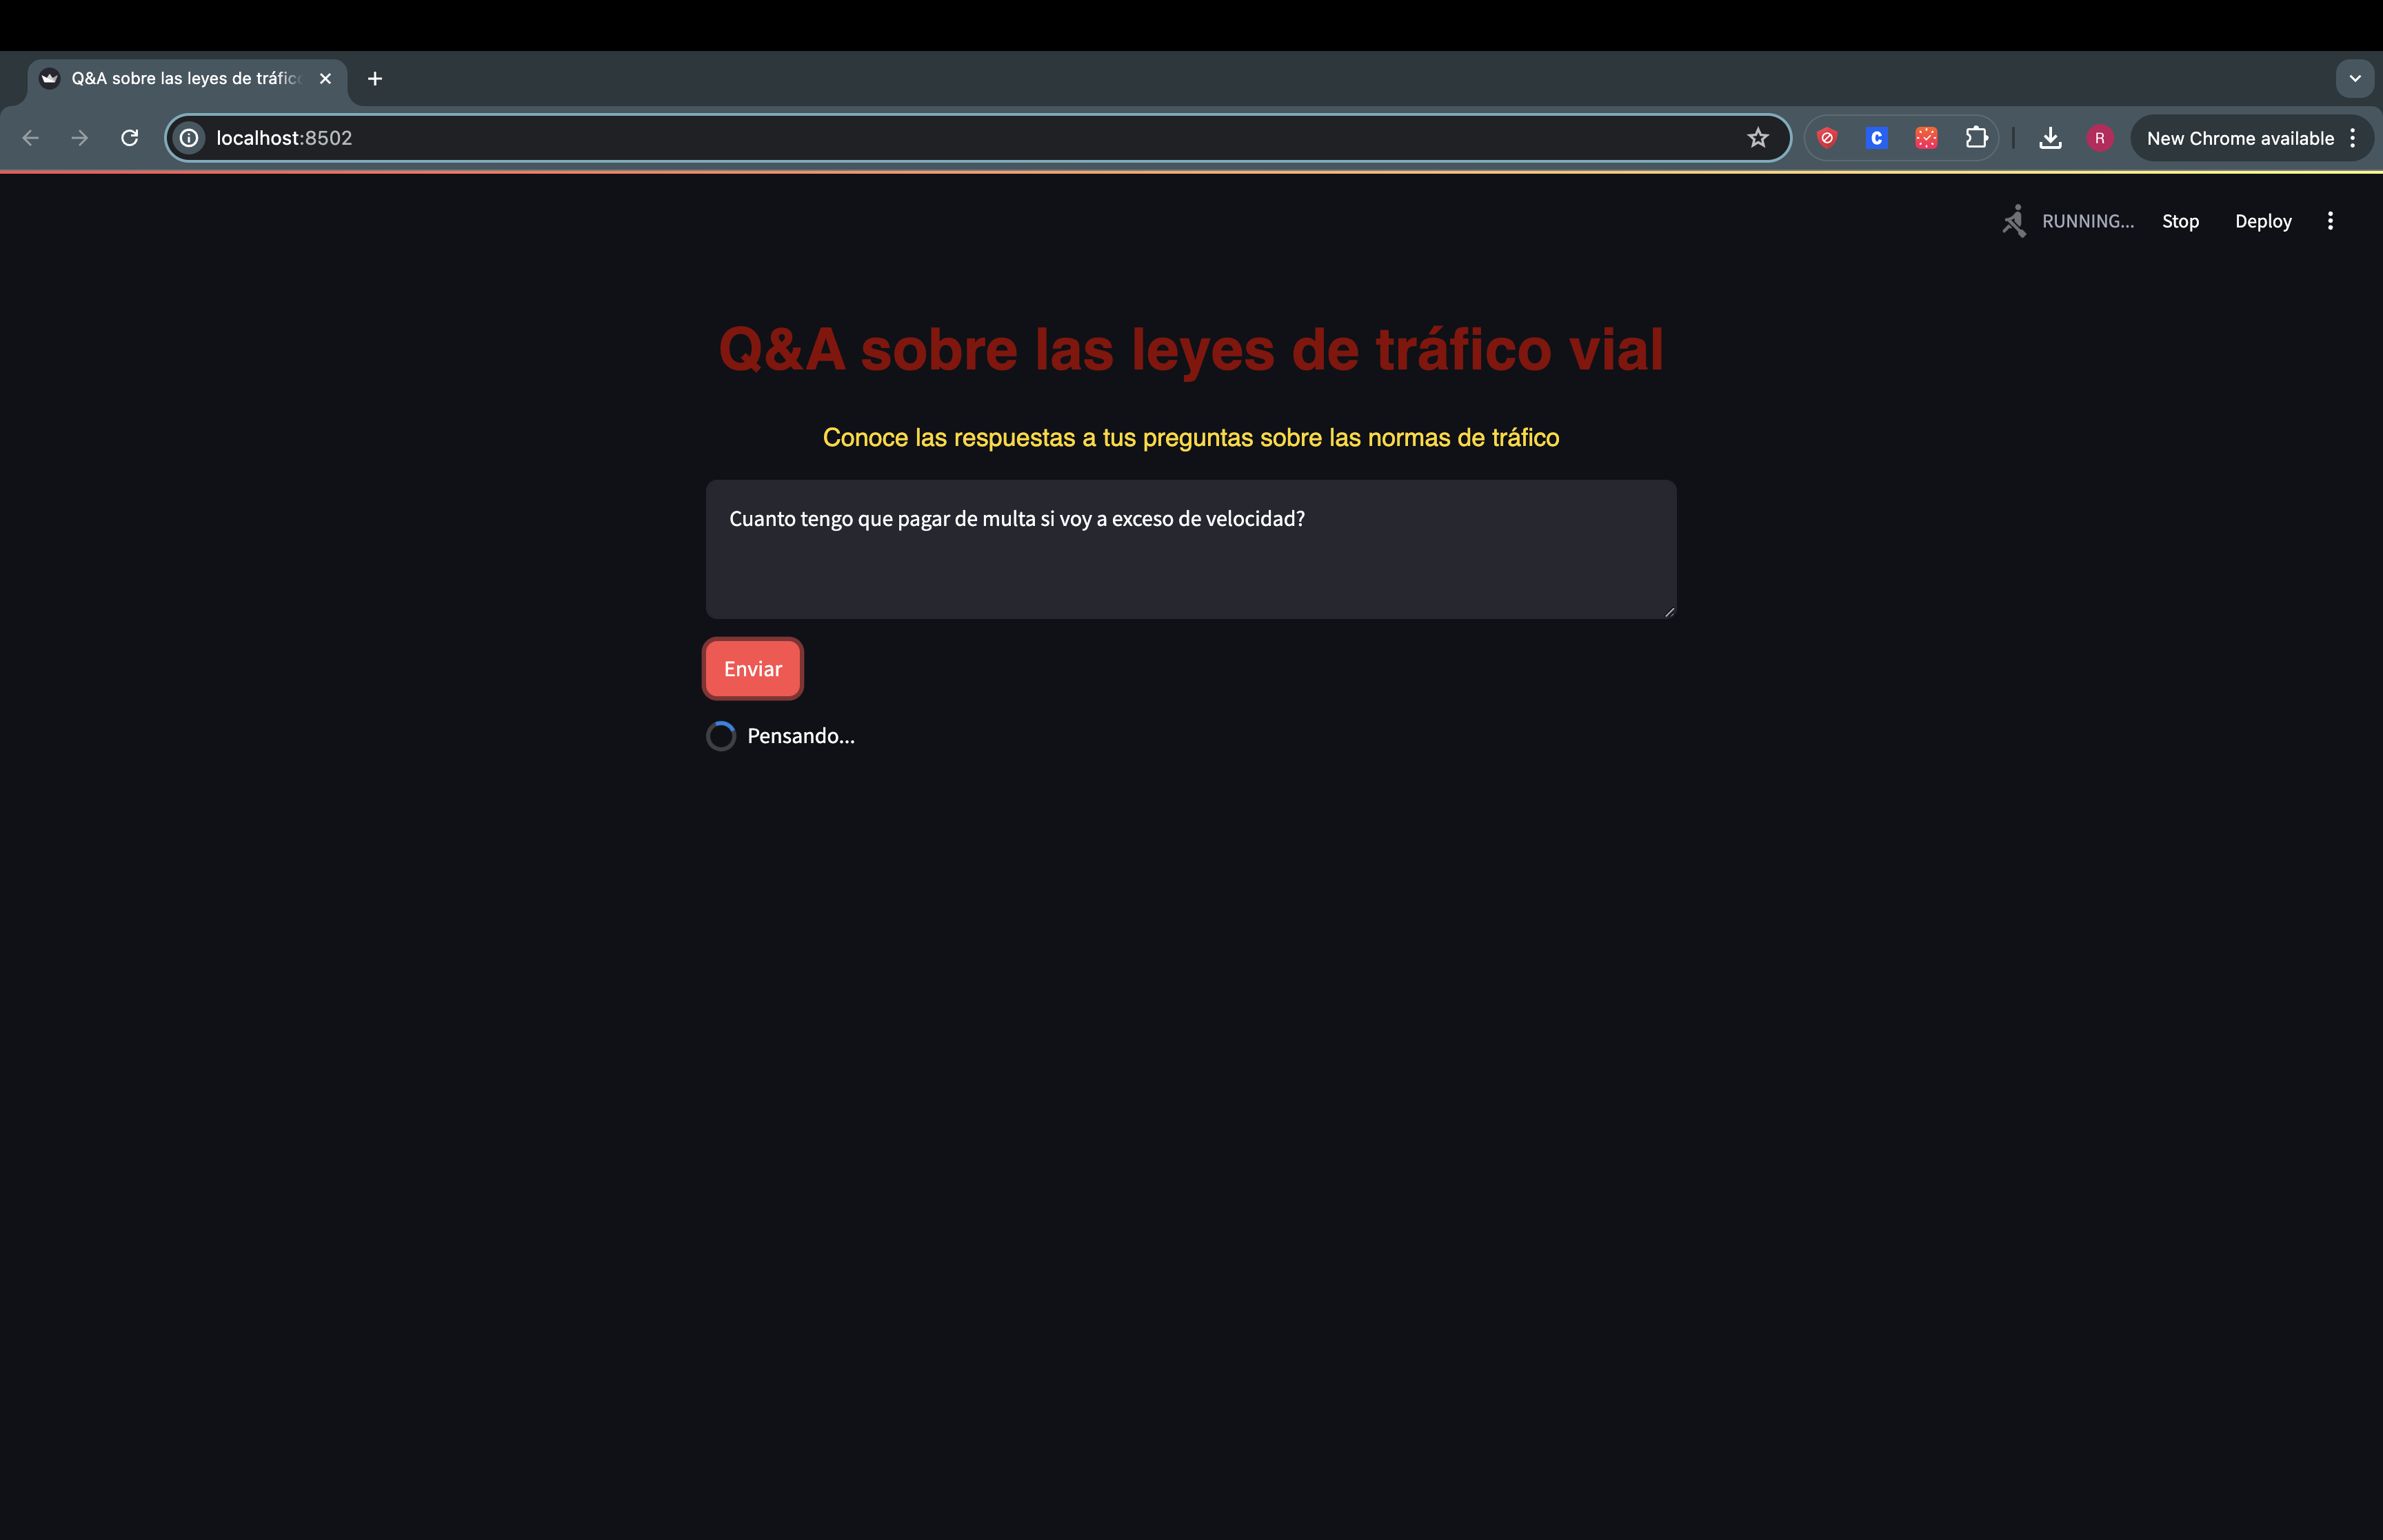 Q&A sobre las leyes de tráfic
localhost:8502
C
R
New Chrome available
RUNNING...
Stop
Deploy
Q&A sobre las leyes de tráfico vial
Conoce las respuestas a tus preguntas sobre las normas de tráfico
Cuanto tengo que pagar de multa si voy a exceso de velocidad?
Enviar
Pensando...